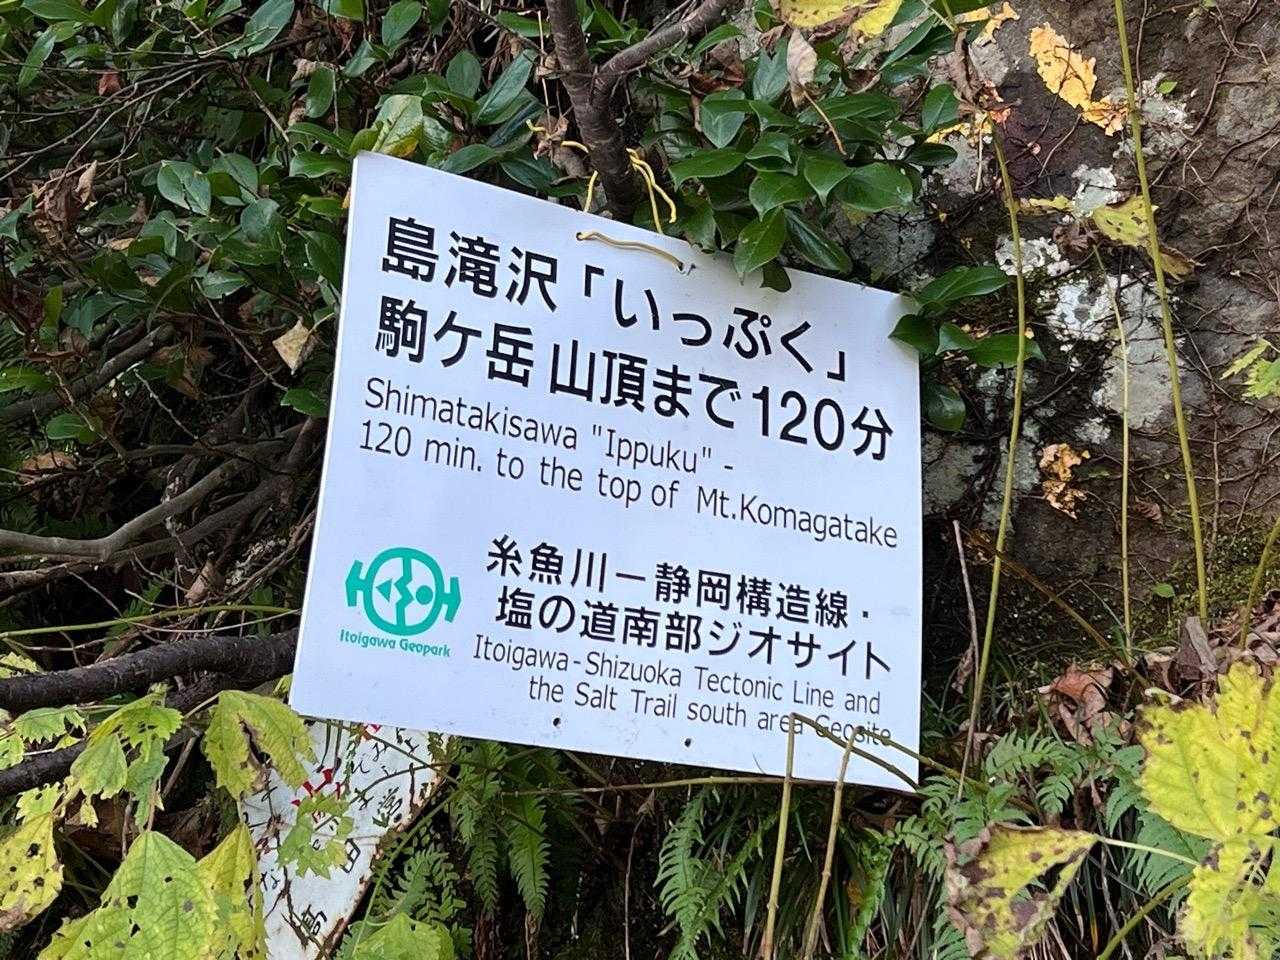 島滝沢「いっぷく」
駒ケ岳 山頂まで120分
Shimatakisawa "Ippuku" -
120 min. to the top of Mt.Komagatake
糸魚川－静岡構造線・
塩の道南部ジオサイト
Itoigawa Geopark
Itoigawa-Shizuoka Tectonic Line and
the Salt Trail south area Geosite